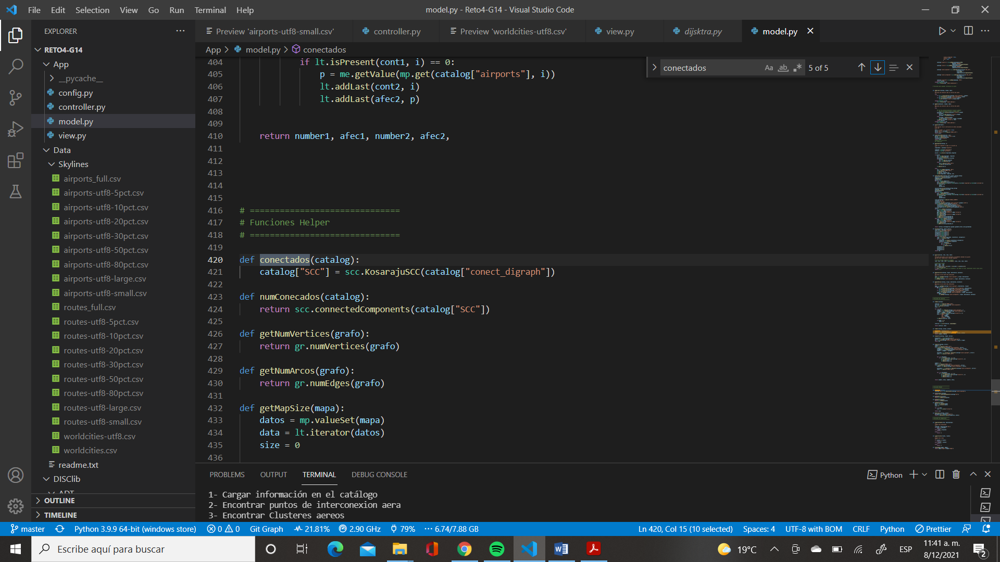 File Edit Selection View Go Run Terminal Help
model.py - Reto4-G14 - Visual Studio Code
EXPLORER
RETO4-G14
App
__pycache__
config.py
controller.py
model.py
view.py
Data
Skylines
airports_full.csv
airports-utf8-5pct.csv
airports-utf8-10pct.csv
airports-utf8-20pct.csv
airports-utf8-30pct.csv
airports-utf8-50pct.csv
airports-utf8-80pct.csv
airports-utf8-large.csv
airports-utf8-small.csv
routes_full.csv
routes-utf8-5pct.csv
routes-utf8-10pct.csv
routes-utf8-20pct.csv
routes-utf8-30pct.csv
routes-utf8-50pct.csv
routes-utf8-80pct.csv
routes-utf8-large.csv
routes-utf8-small.csv
worldcities-utf8.csv
worldcities.csv
readme.txt
DISClib
ADT
OUTLINE
TIMELINE
Preview 'airports-utf8-small.csv' controller.py Preview 'worldcities-utf8.csv' view.py dijsktra.py model.py
App > model.py > conectados
conectados Aa ab 5 of 5
404 if lt.isPresent(cont1, i) == 0:
405 p = me.getValue(mp.get(catalog["airports"], i))
406 lt.addLast(cont2, i)
407 lt.addLast(afec2, p)
408
409
410 return number1, afec1, number2, afec2,
411
412
413
414
415
416 # ==============================
417 # Funciones Helper
418 # ==============================
419
420 def conectados(catalog):
421 catalog["SCC"] = scc.KosarajuSCC(catalog["conect_digraph"])
422
423 def numConecados(catalog):
424 return scc.connectedComponents(catalog["SCC"])
425
426 def getNumVertices(grafo):
427 return gr.numVertices(grafo)
428
429 def getNumArcos(grafo):
430 return gr.numEdges(grafo)
431
432 def getMapSize(mapa):
433 datos = mp.valueSet(mapa)
434 data = lt.iterator(datos)
435 size = 0
436
PROBLEMS OUTPUT TERMINAL DEBUG CONSOLE
Python
1- Cargar información en el catálogo
2- Encontrar puntos de interconexion aera
3- Encontrar Clusteres aereos
master Python 3.9.9 64-bit (windows store) 0 0 Git Graph 21.81% 2.90 GHz 79% 6.74/7.88 GB Ln 420, Col 15 (10 selected) Spaces: 4 UTF-8 with BOM CRLF Python Prettier
Escribe aquí para buscar
19°C ESP
11:41 a. m.
8/12/2021
2